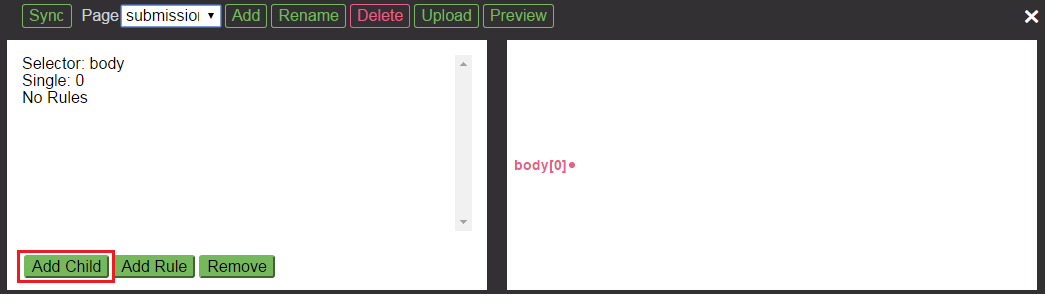 Sync Page submission Add Rename Delete Upload Preview
Selector: body
Single: 0
No Rules
body[0]
Add Child Add Rule Remove